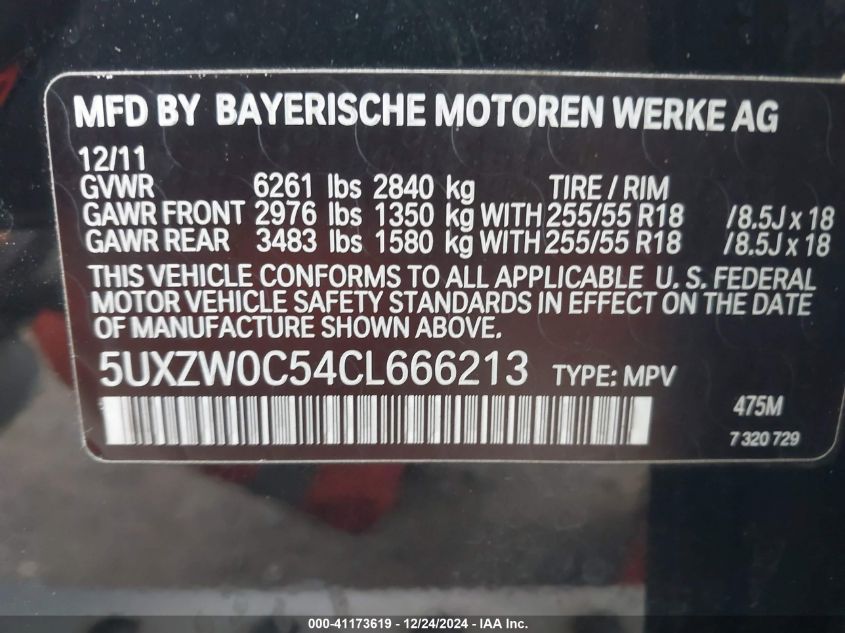 MFD BY BAYERISCHE MOTOREN WERKE AG
12/11
GVWR 6261 lbs 2840 kg TIRE / RIM
GAWR FRONT 2976 lbs 1350 kg WITH 255/55 R18 /8.5J x 18
GAWR REAR 3483 lbs 1580 kg WITH 255/55 R18 /8.5J x 18
THIS VEHICLE CONFORMS TO ALL APPLICABLE U. S. FEDERAL
MOTOR VEHICLE SAFETY STANDARDS IN EFFECT ON THE DATE
OF MANUFACTURE SHOWN ABOVE.
5UXZW0C54CL666213 TYPE: MPV
475M
7 320 729
000-41173619 - 12/24/2024 - IAA Inc.